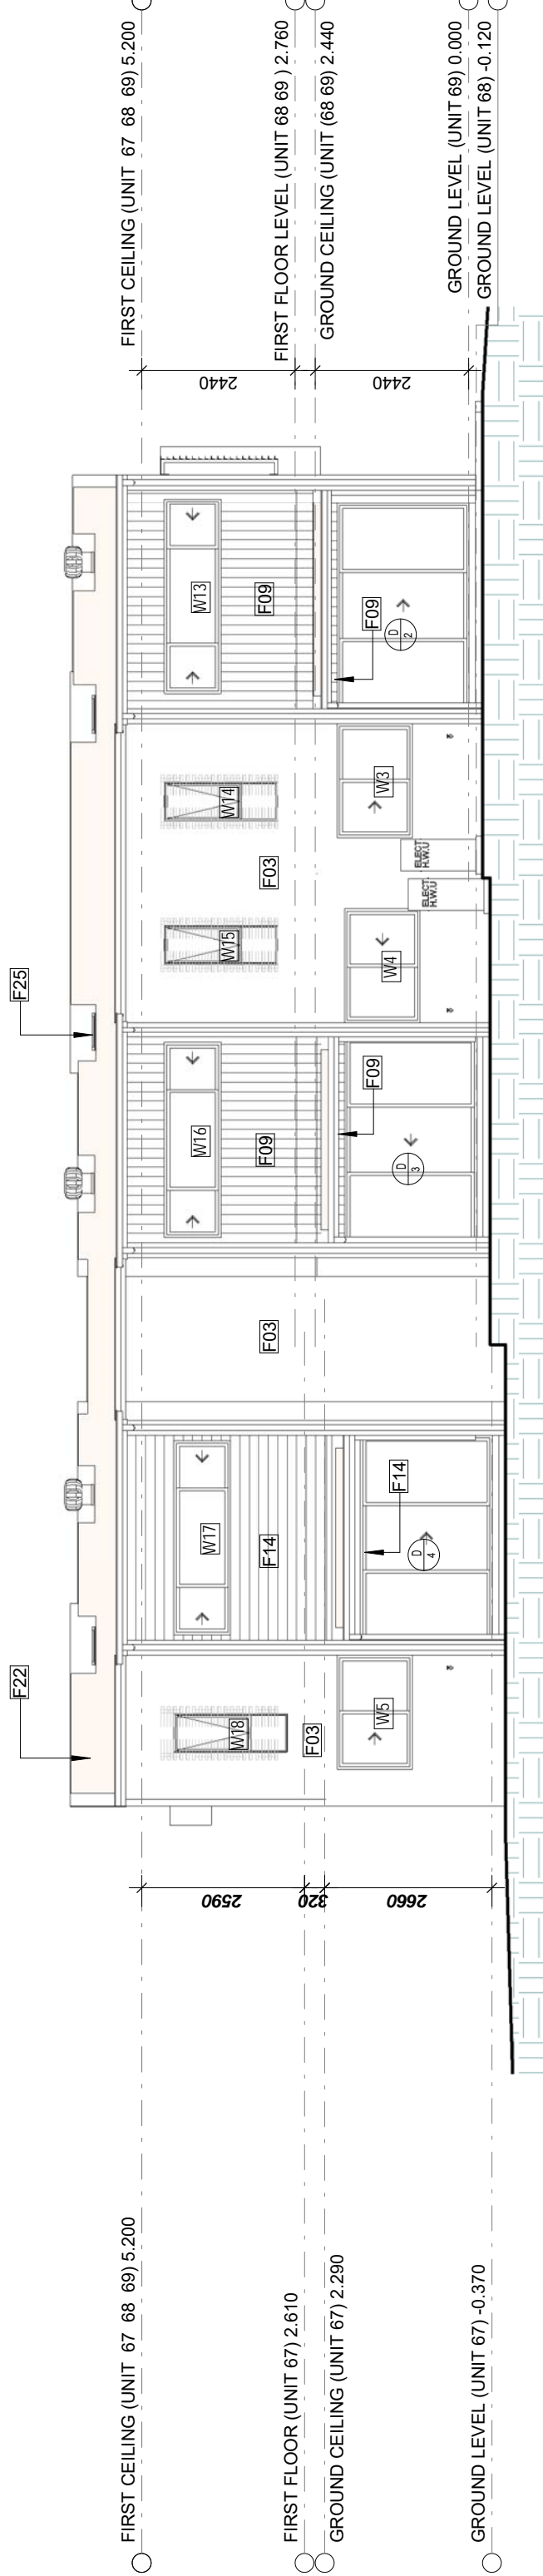 F22
F25
FIRST CEILING (UNIT 67 68 69) 5.200
FIRST CEILING (UNIT 67 68 69) 5.200
2590
W18
W17
W16
W15
W14
W13
2440
F14
F03
F09
F03
F09
FIRST FLOOR (UNIT 67) 2.610
320
F03
FIRST FLOOR LEVEL (UNIT 68 69 ) 2.760
GROUND CEILING (UNIT 67) 2.290
GROUND CEILING (UNIT (68 69) 2.440
2660
W5
F14
F09
W4
W3
F09
2440
D
4
D
3
ELECT.
H.W.U
ELECT.
H.W.U
D
2
GROUND LEVEL (UNIT 69) 0.000
GROUND LEVEL (UNIT 67) -0.370
GROUND LEVEL (UNIT 68) -0.120